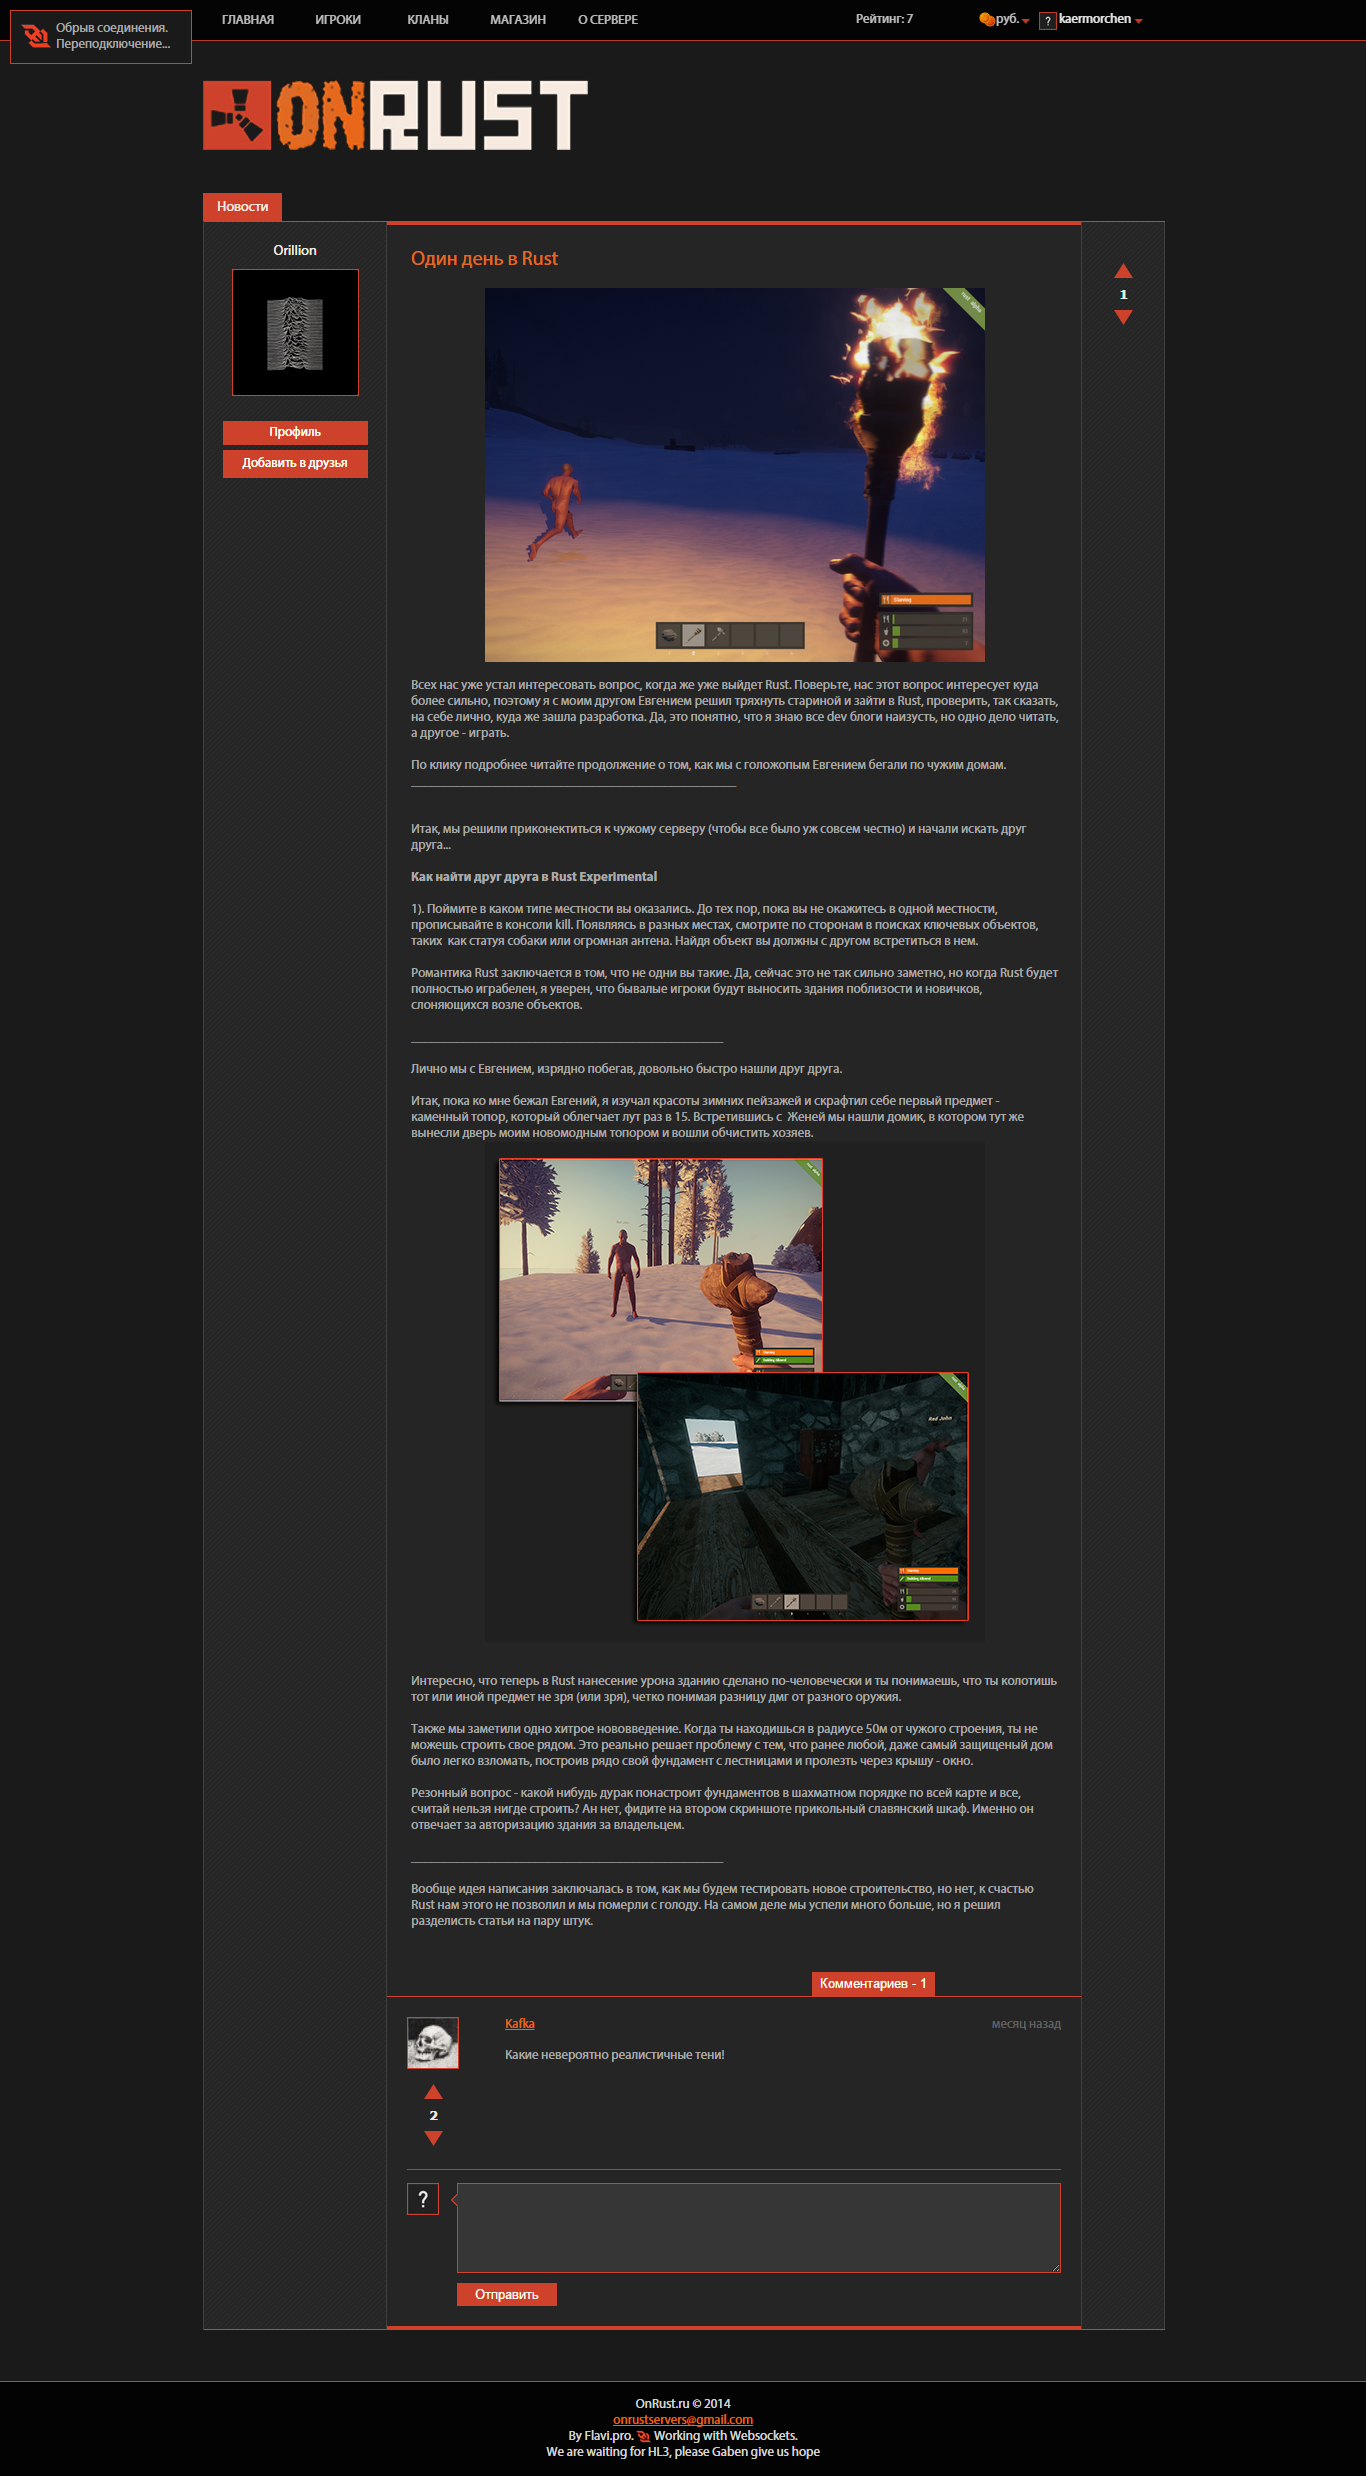 Обрыв соединения.
Переподключение...
ГЛАВНАЯ ИГРОКИ КЛАНЫ МАГАЗИН О СЕРВЕРЕ Рейтинг: 7 руб. ? kaermorchen
ONRUST
Новости
Orillion
Профиль
Добавить в друзья
Один день в Rust
1
rust alpha
Starving
Всех нас уже устал интересовать вопрос, когда же уже выйдет Rust. Поверьте, нас этот вопрос интересует куда
более сильно, поэтому я с моим другом Евгением решил тряхнуть стариной и зайти в Rust, проверить, так сказать,
на себе лично, куда же зашла разработка. Да, это понятно, что я знаю все dev блоги наизусть, но одно дело читать,
а другое - играть.
По клику подробнее читайте продолжение о том, как мы с голожопым Евгением бегали по чужим домам.
Итак, мы решили приконектиться к чужому серверу (чтобы все было уж совсем честно) и начали искать друг
друга...
Как найти друг друга в Rust Experimental
1). Поймите в каком типе местности вы оказались. До тех пор, пока вы не окажитесь в одной местности,
прописывайте в консоли kill. Появляясь в разных местах, смотрите по сторонам в поисках ключевых объектов,
таких как статуя собаки или огромная антена. Найдя объект вы должны с другом встретиться в нем.
Романтика Rust заключается в том, что не одни вы такие. Да, сейчас это не так сильно заметно, но когда Rust будет
полностью играбелен, я уверен, что бывалые игроки будут выносить здания поблизости и новичков,
слоняющихся возле объектов.
Лично мы с Евгением, изрядно побегав, довольно быстро нашли друг друга.
Итак, пока ко мне бежал Евгений, я изучал красоты зимних пейзажей и скрафтил себе первый предмет -
каменный топор, который облегчает лут раз в 15. Встретившись с Женей мы нашли домик, в котором тут же
вынесли дверь моим новомодным топором и вошли обчистить хозяев.
Starving
Building Allowed
Red John
Starving
Building Allowed
Интересно, что теперь в Rust нанесение урона зданию сделано по-человечески и ты понимаешь, что ты колотишь
тот или иной предмет не зря (или зря), четко понимая разницу дмг от разного оружия.
Также мы заметили одно хитрое нововведение. Когда ты находишься в радиусе 50м от чужого строения, ты не
можешь строить свое рядом. Это реально решает проблему с тем, что ранее любой, даже самый защищеный дом
было легко взломать, построив рядо свой фундамент с лестницами и пролезть через крышу - окно.
Резонный вопрос - какой нибудь дурак понастроит фундаментов в шахматном порядке по всей карте и все,
считай нельзя нигде строить? Ан нет, фидите на втором скриншоте прикольный славянский шкаф. Именно он
отвечает за авторизацию здания за владельцем.
Вообще идея написания заключалась в том, как мы будем тестировать новое строительство, но нет, к счастью
Rust нам этого не позволил и мы померли с голоду. На самом деле мы успели много больше, но я решил
разделисть статьи на пару штук.
Комментариев - 1
Kafka месяц назад
Какие невероятно реалистичные тени!
2
?
Отправить
OnRust.ru © 2014
onrustservers@gmail.com
By Flavi.pro. Working with Websockets.
We are waiting for HL3, please Gaben give us hope